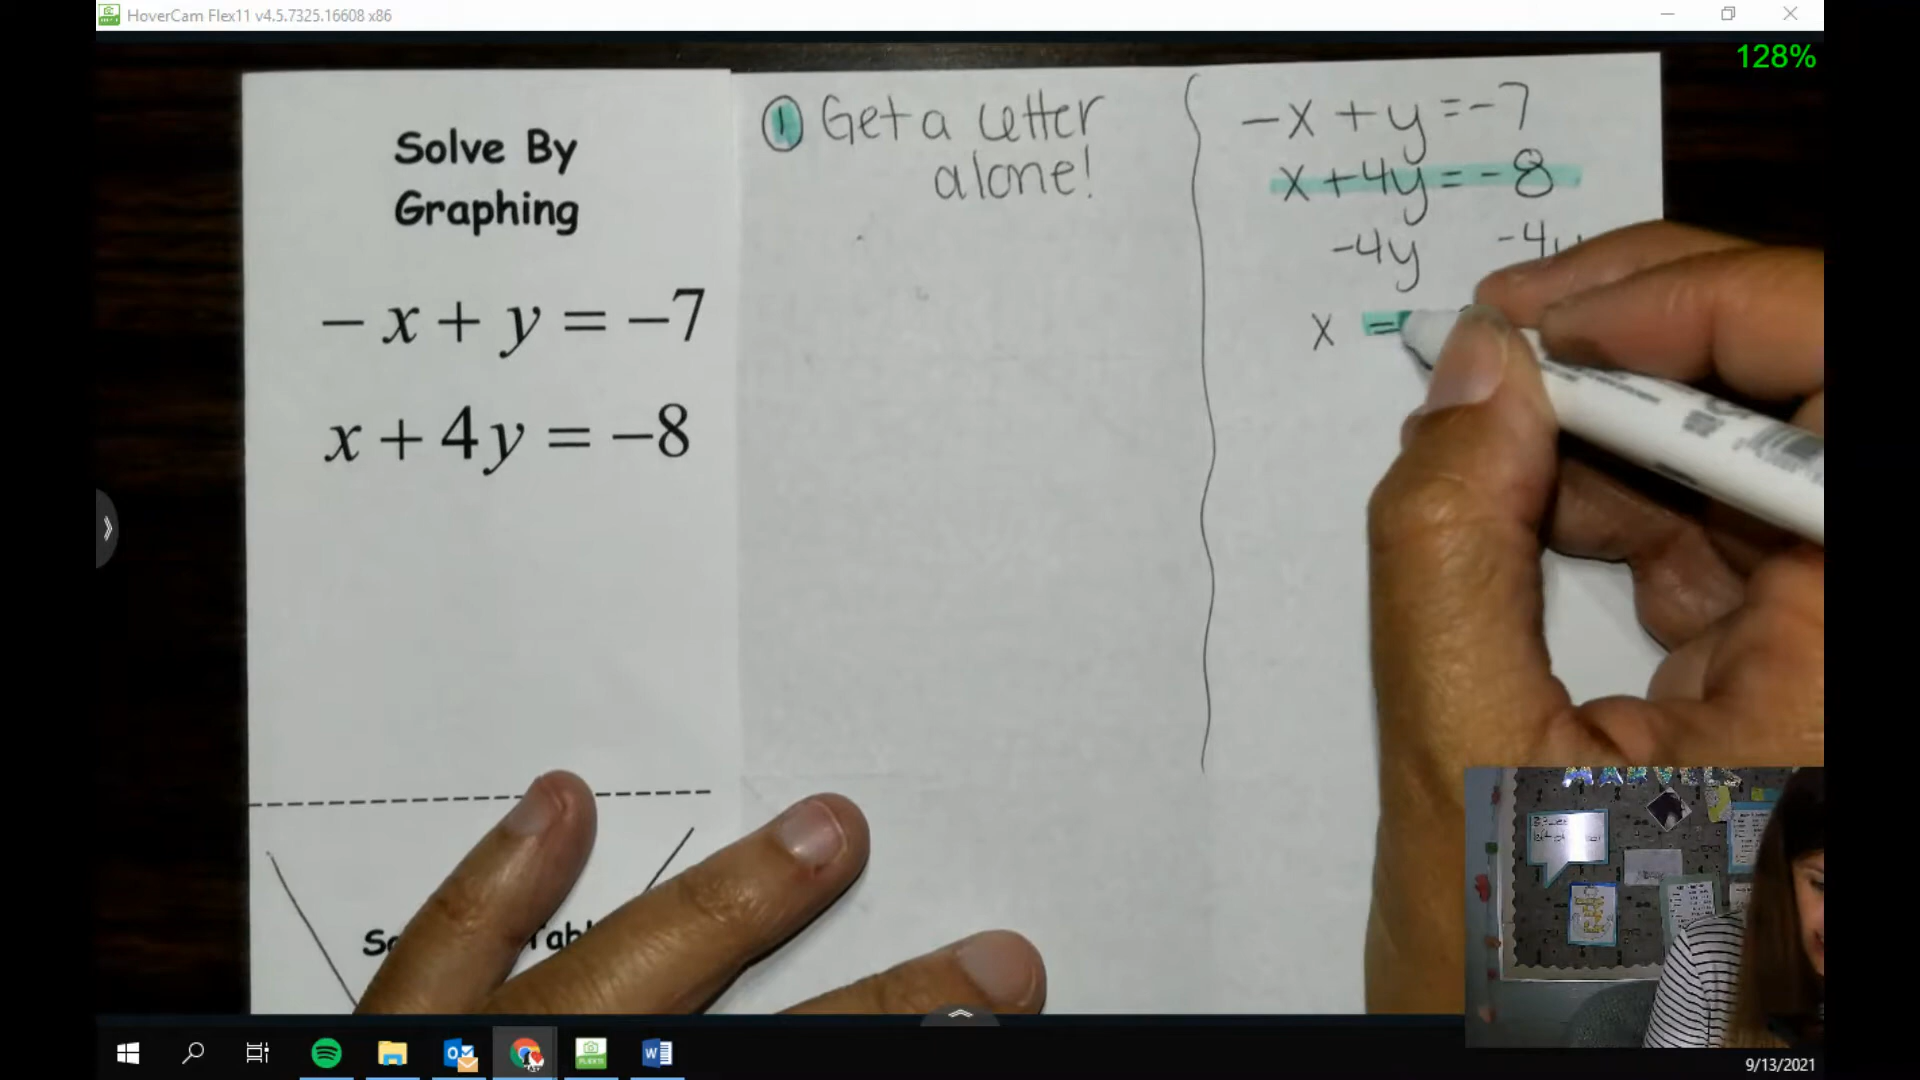 HoverCam Flex11 v4.5.7325.16608 x86
128%
Solve By
Graphing
− x + y = −7
x + 4y = −8
① Get a letter
alone!
-x + y = -7
x + 4y = -8
-4y -4y
x =
9/13/2021